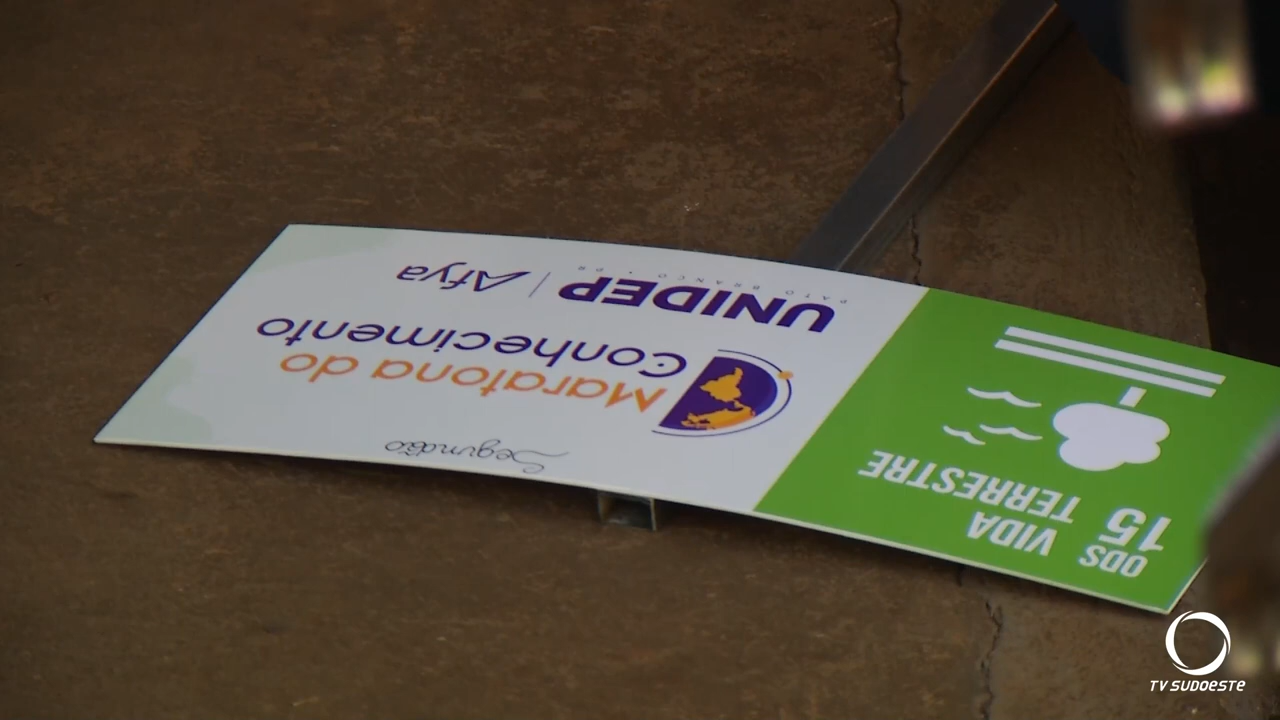 ODS
15
VIDA
TERRESTRE
Segundão
Maratona do
Conhecimento
UNIDEP | Afya
PATO BRANCO • PR
TV SUDOESTE